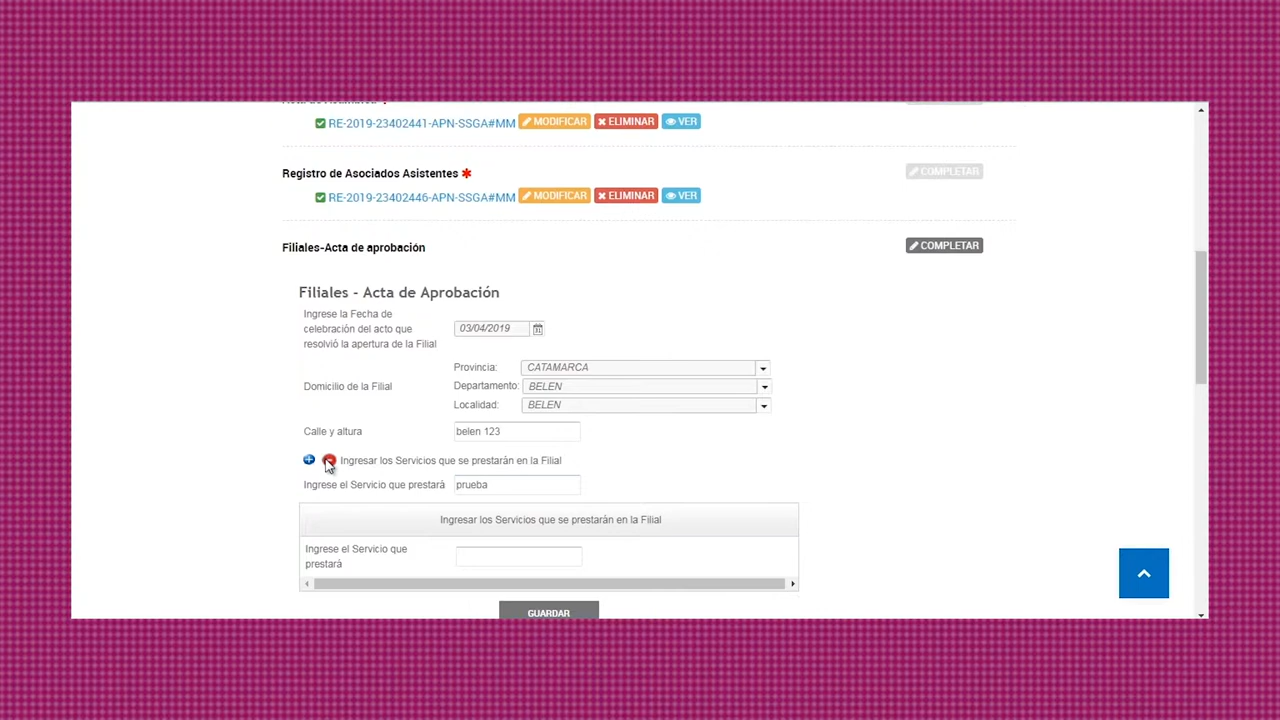 RE-2019-23402441-APN-SSGA#MM MODIFICAR ELIMINAR VER
Registro de Asociados Asistentes * COMPLETAR
RE-2019-23402446-APN-SSGA#MM MODIFICAR ELIMINAR VER
Filiales-Acta de aprobación COMPLETAR
Filiales - Acta de Aprobación
Ingrese la Fecha de
celebración del acto que
resolvió la apertura de la Filial
03/04/2019
Domicilio de la Filial
Provincia: CATAMARCA
Departamento: BELEN
Localidad: BELEN
Calle y altura belen 123
Ingresar los Servicios que se prestarán en la Filial
Ingrese el Servicio que prestará prueba
Ingresar los Servicios que se prestarán en la Filial
Ingrese el Servicio que
prestará
GUARDAR